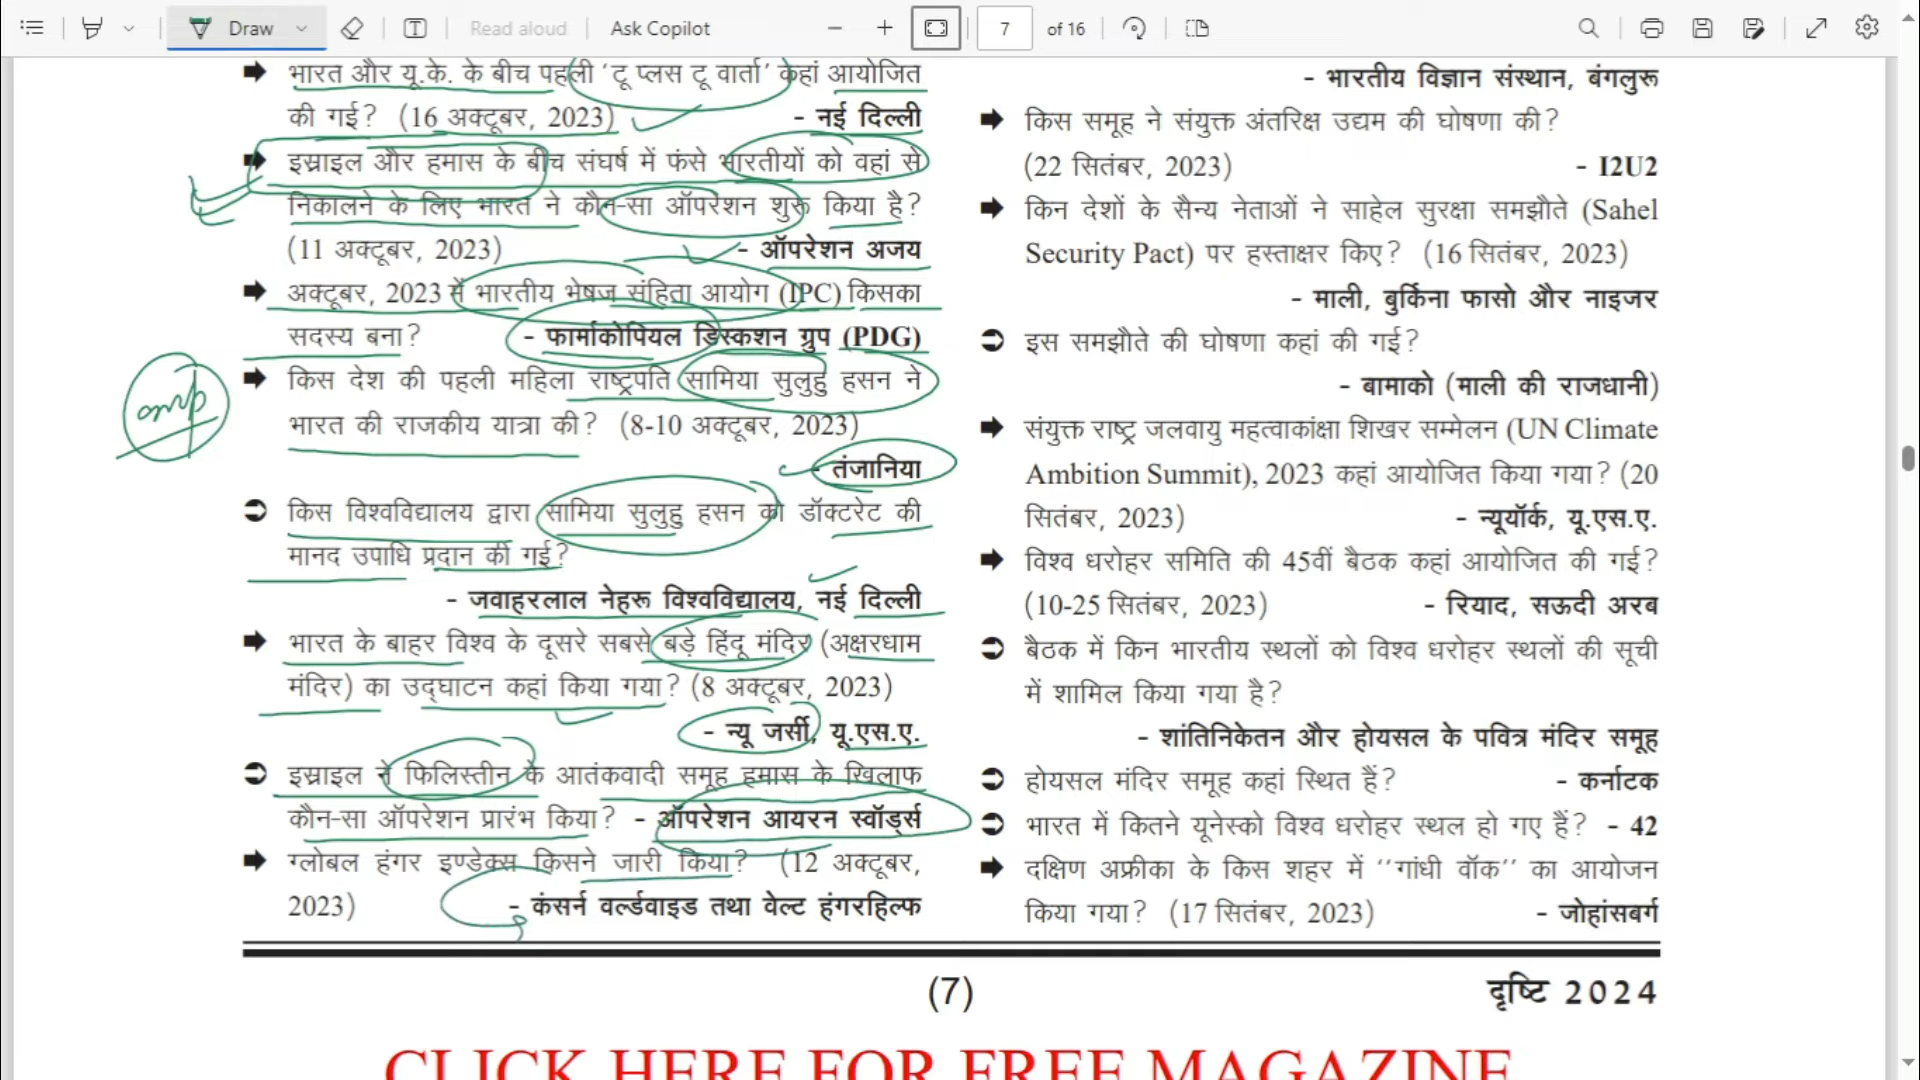 Draw
Read aloud
Ask Copilot
7
of 16
➡ भारत और यू.के. के बीच पहली 'टू प्लस टू वार्ता' कहां आयोजित
की गई? (16 अक्टूबर, 2023) - नई दिल्ली
➡ इस्राइल और हमास के बीच संघर्ष में फंसे भारतीयों को वहां से
निकालने के लिए भारत ने कौन-सा ऑपरेशन शुरू किया है?
(11 अक्टूबर, 2023) - ऑपरेशन अजय
➡ अक्टूबर, 2023 में भारतीय भेषज संहिता आयोग (IPC) किसका
सदस्य बना? - फार्माकोपियल डिस्कशन ग्रुप (PDG)
➡ किस देश की पहली महिला राष्ट्रपति सामिया सुलुहु हसन ने
भारत की राजकीय यात्रा की? (8-10 अक्टूबर, 2023)
- तंजानिया
imp
➲ किस विश्वविद्यालय द्वारा सामिया सुलुहु हसन को डॉक्टरेट की
मानद उपाधि प्रदान की गई?
- जवाहरलाल नेहरू विश्वविद्यालय, नई दिल्ली
➡ भारत के बाहर विश्व के दूसरे सबसे बड़े हिंदू मंदिर (अक्षरधाम
मंदिर) का उद्घाटन कहां किया गया? (8 अक्टूबर, 2023)
- न्यू जर्सी, यू.एस.ए.
➲ इस्राइल ने फिलिस्तीन के आतंकवादी समूह हमास के खिलाफ
कौन-सा ऑपरेशन प्रारंभ किया? - ऑपरेशन आयरन स्वॉर्ड्स
➡ ग्लोबल हंगर इण्डेक्स किसने जारी किया? (12 अक्टूबर,
2023) - कंसर्न वर्ल्डवाइड तथा वेल्ट हंगरहिल्फ
- भारतीय विज्ञान संस्थान, बंगलुरू
➡ किस समूह ने संयुक्त अंतरिक्ष उद्यम की घोषणा की?
(22 सितंबर, 2023) - I2U2
➡ किन देशों के सैन्य नेताओं ने साहेल सुरक्षा समझौते (Sahel
Security Pact) पर हस्ताक्षर किए? (16 सितंबर, 2023)
- माली, बुर्किना फासो और नाइजर
➲ इस समझौते की घोषणा कहां की गई?
- बामाको (माली की राजधानी)
➡ संयुक्त राष्ट्र जलवायु महत्वाकांक्षा शिखर सम्मेलन (UN Climate
Ambition Summit), 2023 कहां आयोजित किया गया? (20
सितंबर, 2023) - न्यूयॉर्क, यू.एस.ए.
➡ विश्व धरोहर समिति की 45वीं बैठक कहां आयोजित की गई?
(10-25 सितंबर, 2023) - रियाद, सऊदी अरब
➲ बैठक में किन भारतीय स्थलों को विश्व धरोहर स्थलों की सूची
में शामिल किया गया है?
- शांतिनिकेतन और होयसल के पवित्र मंदिर समूह
➲ होयसल मंदिर समूह कहां स्थित हैं? - कर्नाटक
➲ भारत में कितने यूनेस्को विश्व धरोहर स्थल हो गए हैं? - 42
➡ दक्षिण अफ्रीका के किस शहर में ''गांधी वॉक'' का आयोजन
किया गया? (17 सितंबर, 2023) - जोहांसबर्ग
(7)
दृष्टि 2024
CLICK HERE FOR FREE MAGAZINE